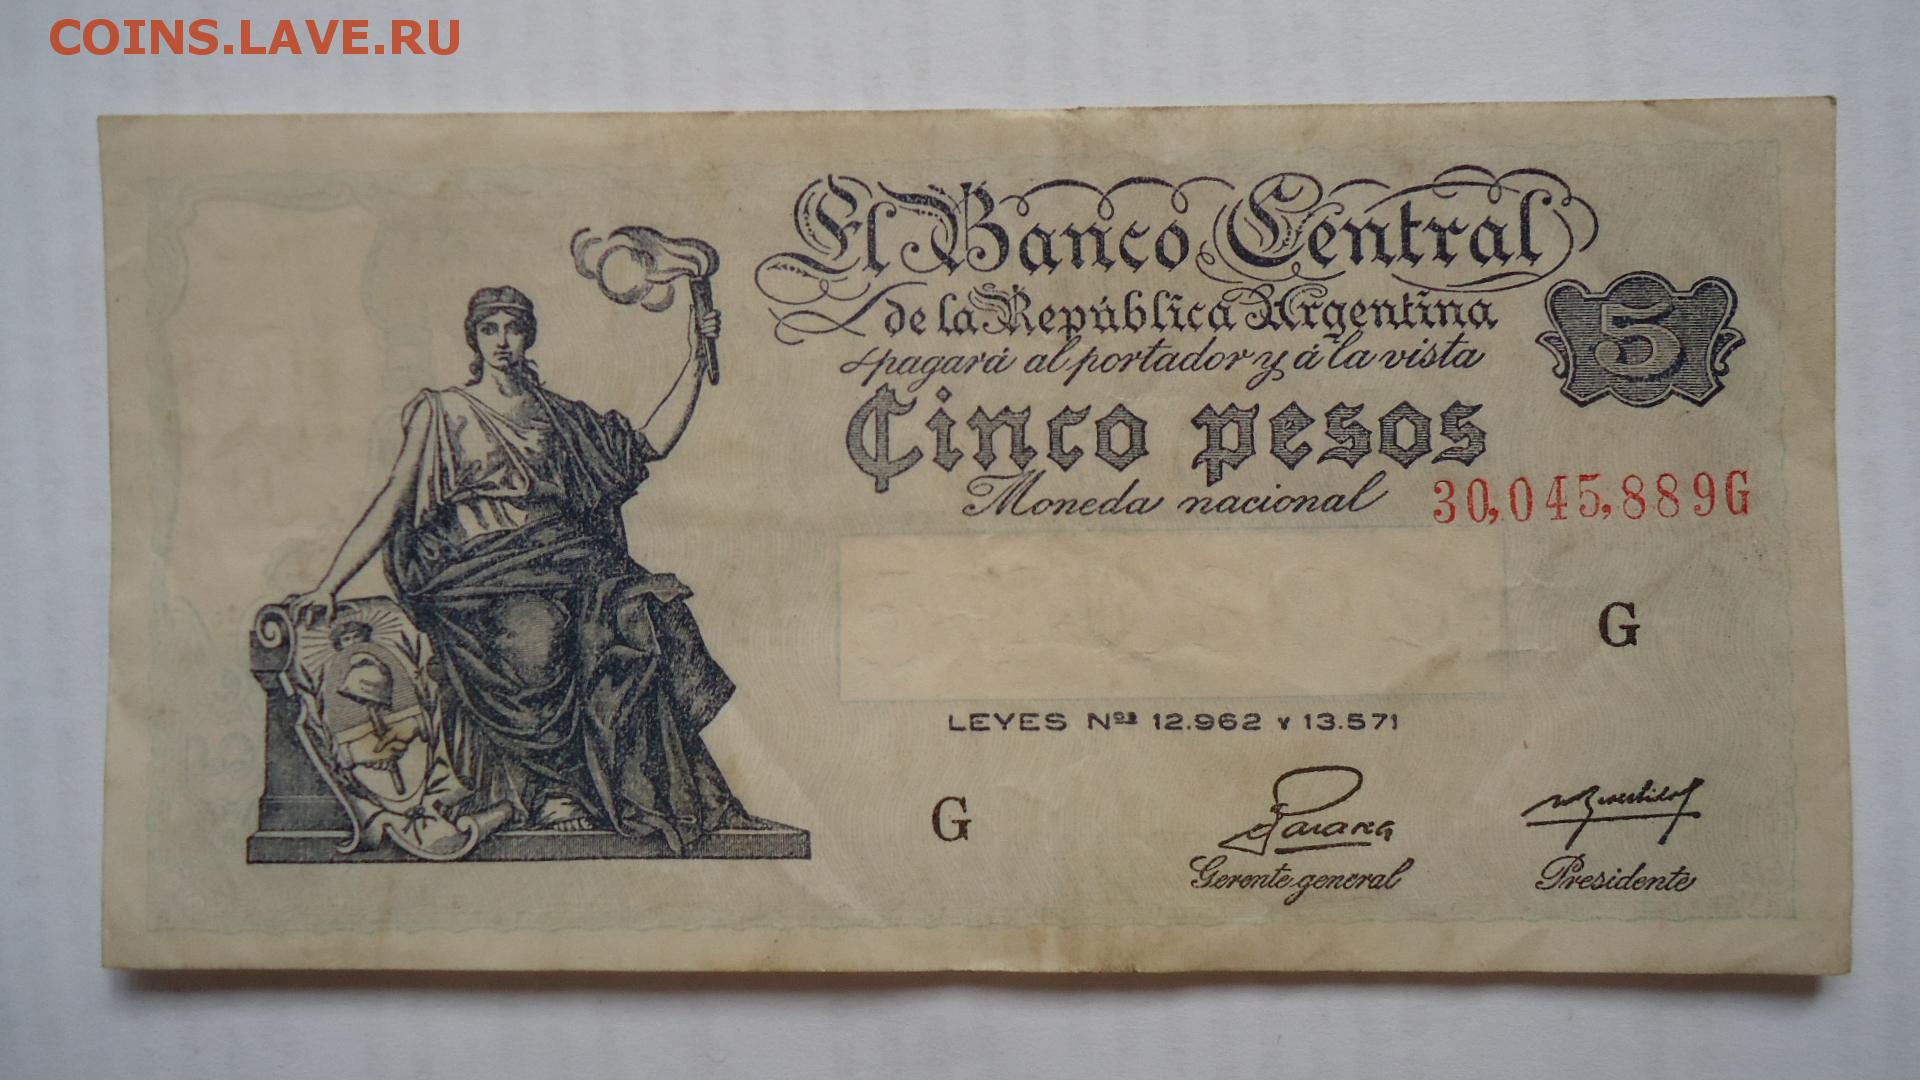 COINS.LAVE.RU
El Banco Central
de la República Argentina
pagará al portador y á la vista
5
Cinco pesos
Moneda nacional
30,045,889G
G
LEYES Nos 12.962 Y 13.571
G
Gerente general
Presidente